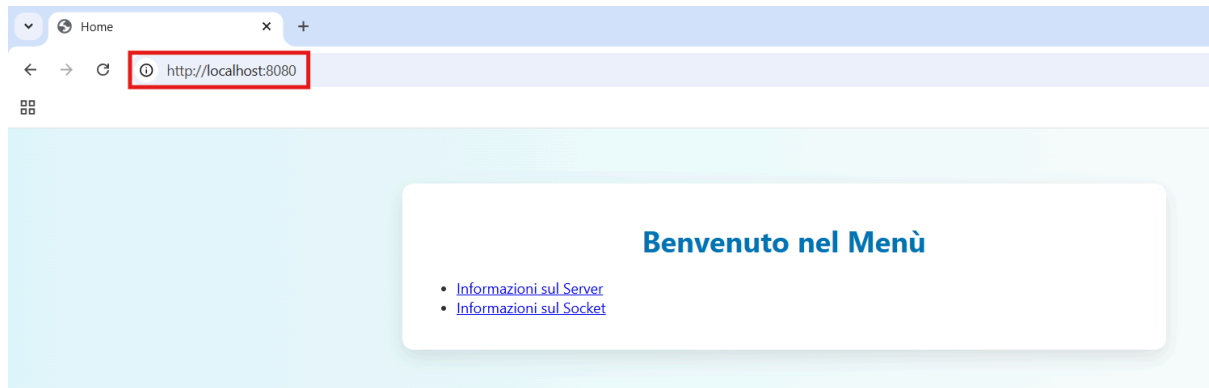 Home
http://localhost:8080
Benvenuto nel Menù
Informazioni sul Server
Informazioni sul Socket